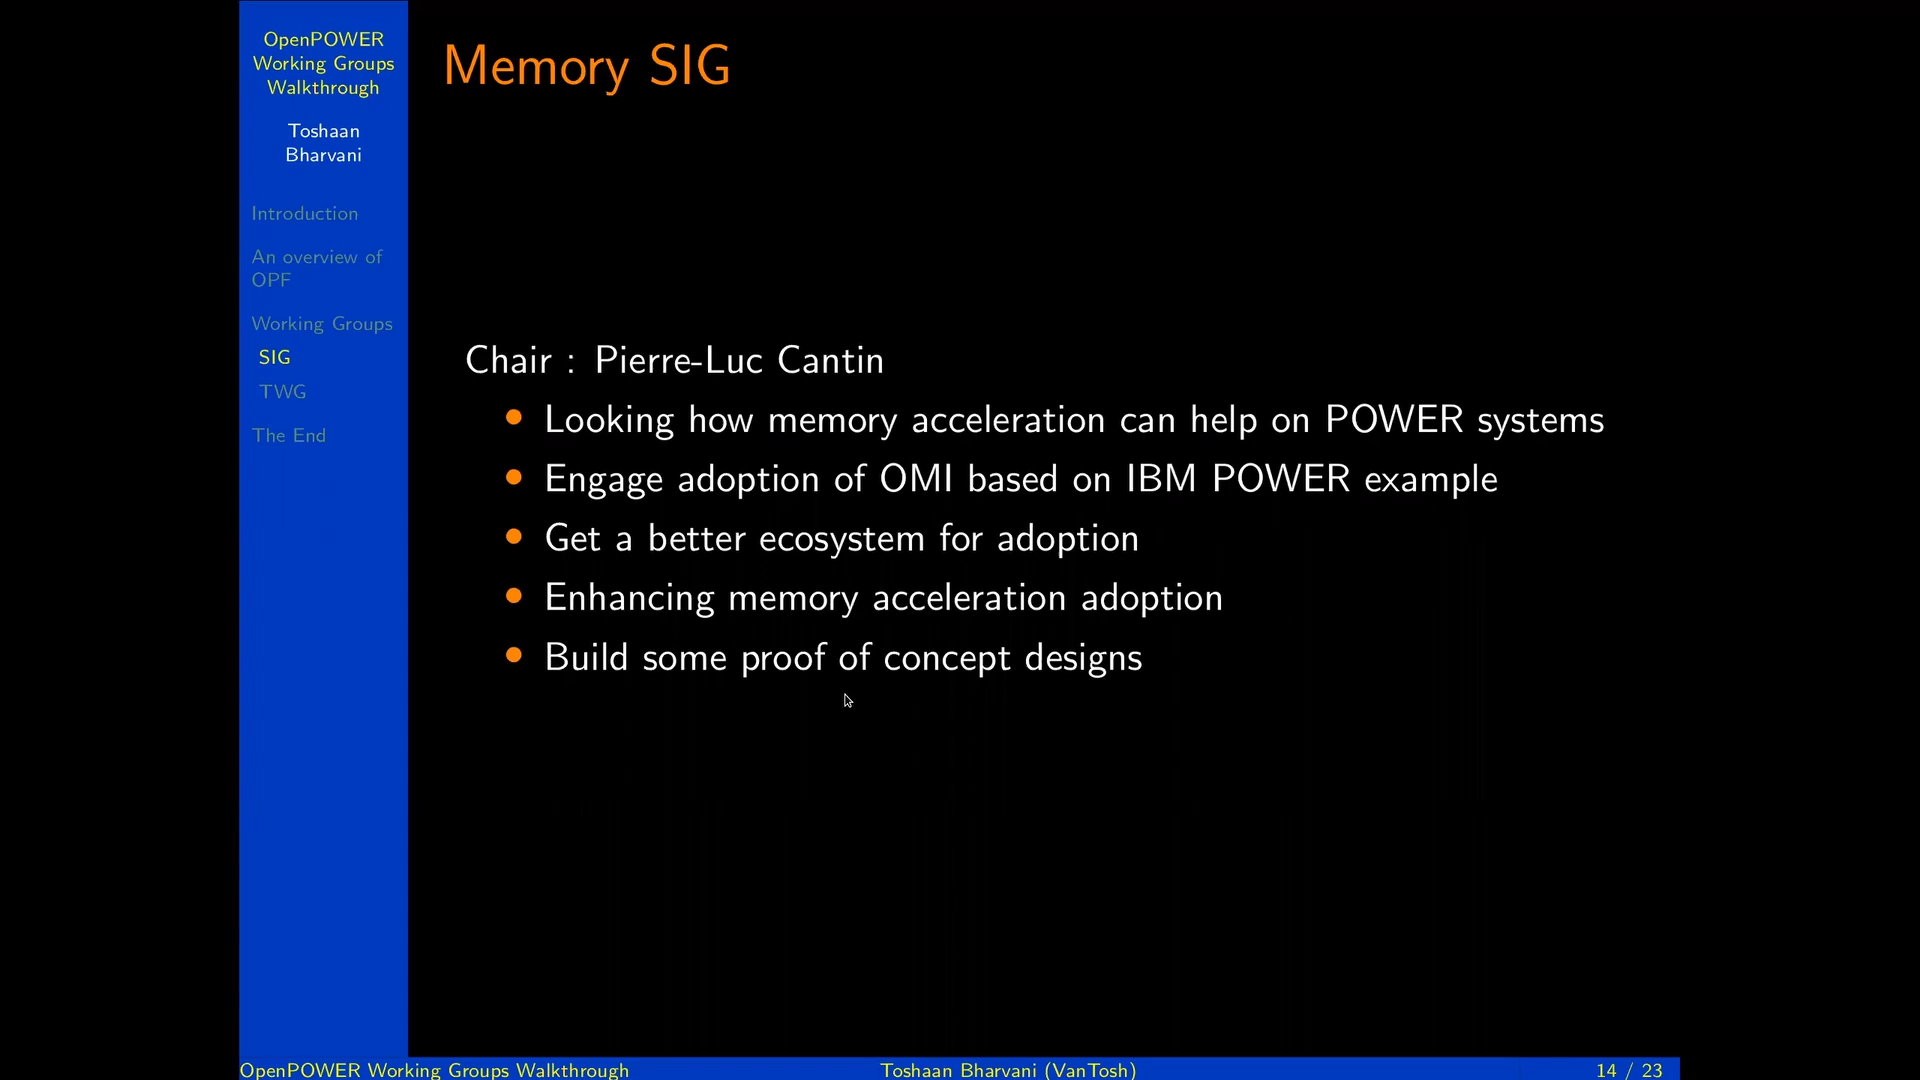 OpenPOWER
Working Groups
Walkthrough
Toshaan
Bharvani
Introduction
An overview of
OPF
Working Groups
SIG
TWG
The End
Memory SIG
Chair : Pierre-Luc Cantin
Looking how memory acceleration can help on POWER systems
Engage adoption of OMI based on IBM POWER example
Get a better ecosystem for adoption
Enhancing memory acceleration adoption
Build some proof of concept designs
OpenPOWER Working Groups Walkthrough
Toshaan Bharvani (VanTosh)
14 / 23